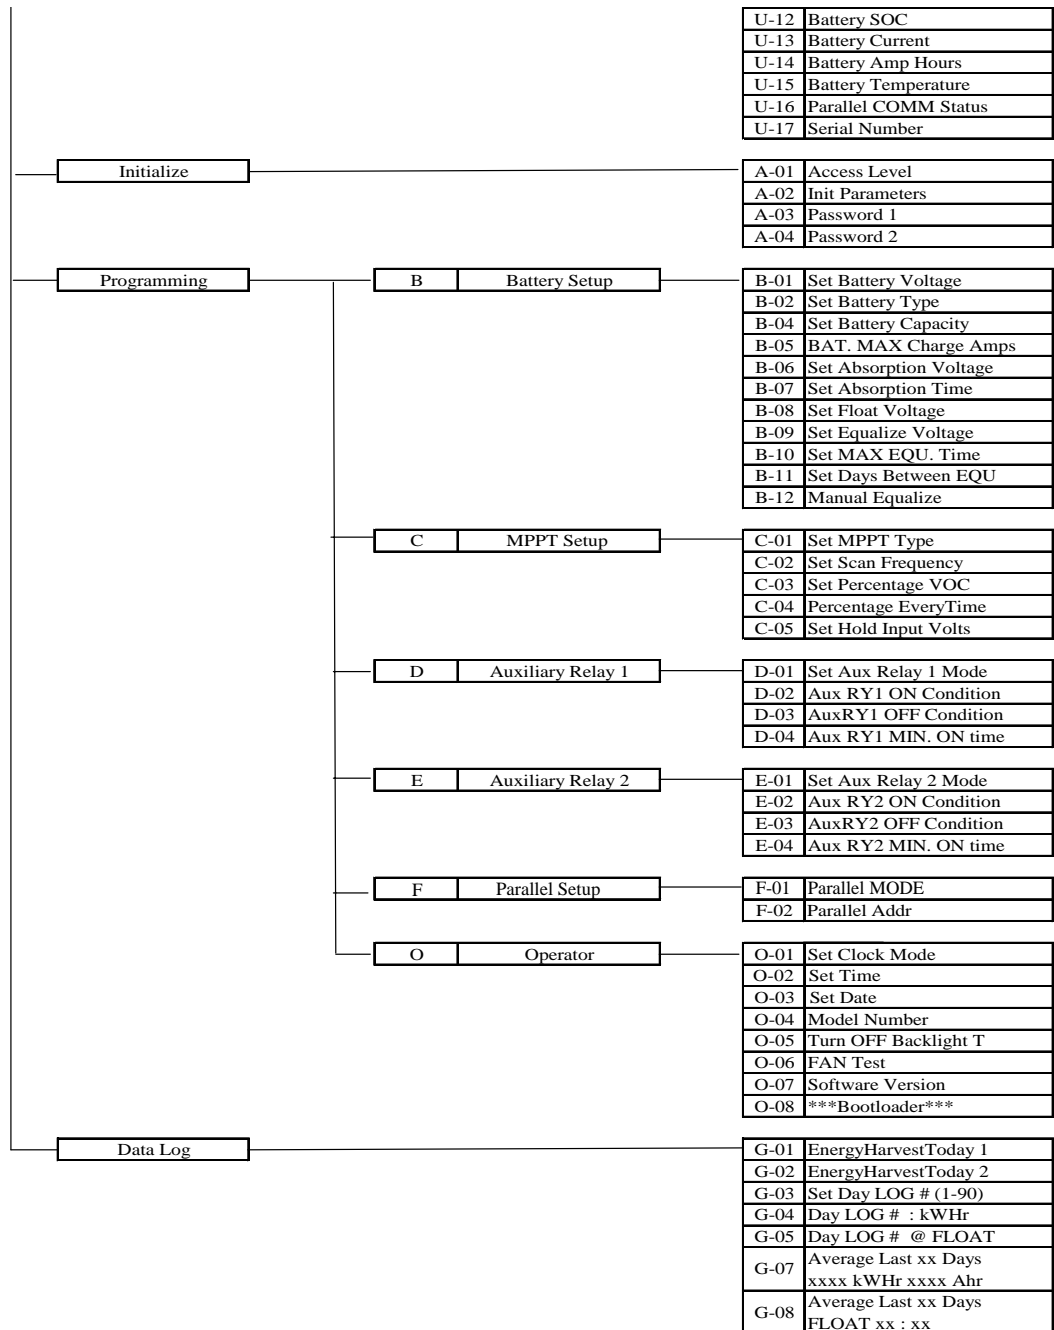 U-12 Battery SOC
U-13 Battery Current
U-14 Battery Amp Hours
U-15 Battery Temperature
U-16 Parallel COMM Status
U-17 Serial Number
Initialize
A-01 Access Level
A-02 Init Parameters
A-03 Password 1
A-04 Password 2
Programming
B Battery Setup
B-01 Set Battery Voltage
B-02 Set Battery Type
B-04 Set Battery Capacity
B-05 BAT. MAX Charge Amps
B-06 Set Absorption Voltage
B-07 Set Absorption Time
B-08 Set Float Voltage
B-09 Set Equalize Voltage
B-10 Set MAX EQU. Time
B-11 Set Days Between EQU
B-12 Manual Equalize
C MPPT Setup
C-01 Set MPPT Type
C-02 Set Scan Frequency
C-03 Set Percentage VOC
C-04 Percentage EveryTime
C-05 Set Hold Input Volts
D Auxiliary Relay 1
D-01 Set Aux Relay 1 Mode
D-02 Aux RY1 ON Condition
D-03 AuxRY1 OFF Condition
D-04 Aux RY1 MIN. ON time
E Auxiliary Relay 2
E-01 Set Aux Relay 2 Mode
E-02 Aux RY2 ON Condition
E-03 AuxRY2 OFF Condition
E-04 Aux RY2 MIN. ON time
F Parallel Setup
F-01 Parallel MODE
F-02 Parallel Addr
O Operator
O-01 Set Clock Mode
O-02 Set Time
O-03 Set Date
O-04 Model Number
O-05 Turn OFF Backlight T
O-06 FAN Test
O-07 Software Version
O-08 ***Bootloader***
Data Log
G-01 EnergyHarvestToday 1
G-02 EnergyHarvestToday 2
G-03 Set Day LOG # (1-90)
G-04 Day LOG # : kWHr
G-05 Day LOG # @ FLOAT
G-07 Average Last xx Days
xxxx kWHr xxxx Ahr
G-08 Average Last xx Days
FLOAT xx : xx